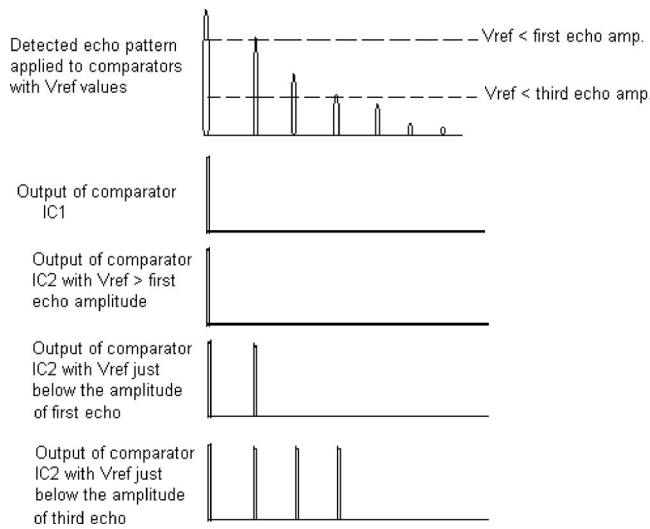 Detected echo pattern
applied to comparators
with Vref values
Vref < first echo amp.
Vref < third echo amp.
Output of comparator
IC1
Output of comparator
IC2 with Vref > first
echo amplitude
Output of comparator
IC2 with Vref just
below the amplitude
of first echo
Output of comparator
IC2 with Vref just
below the amplitude
of third echo